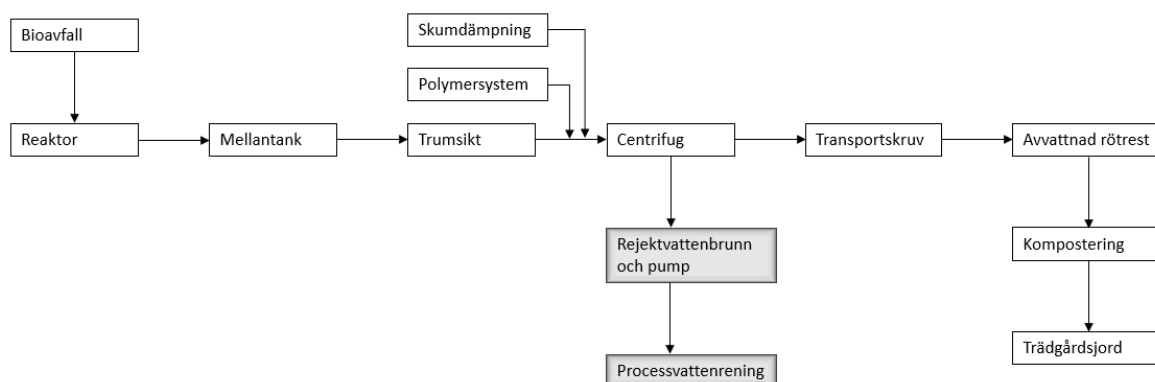 Bioavfall
Skumdämpning
Polymersystem
Reaktor
Mellantank
Trumsikt
Centrifug
Transportskruv
Avvattnad rötrest
Rejektvattenbrunn
och pump
Kompostering
Processvattenrening
Trädgårdsjord